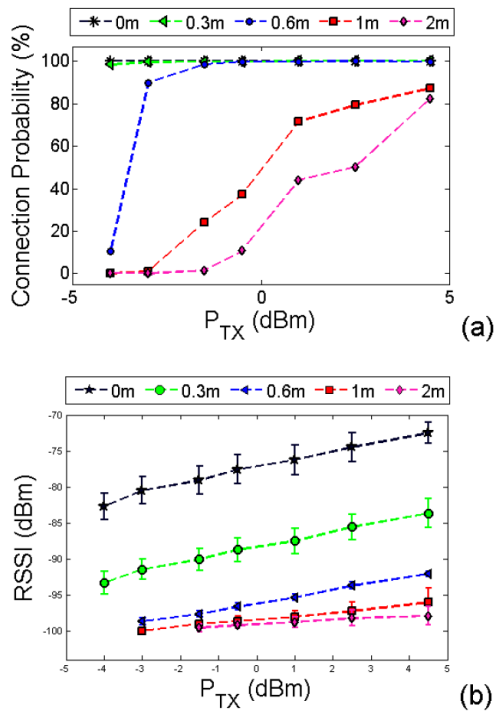 0m 0.3m 0.6m 1m 2m
100
80
60
40
20
0
Connection Probability (%)
-5 0 5
P_TX (dBm)
(a)
0m 0.3m 0.6m 1m 2m
-70
-75
-80
-85
-90
-95
-100
RSSI (dBm)
-5 -4 -3 -2 -1 0 1 2 3 4 5
P_TX (dBm)
(b)